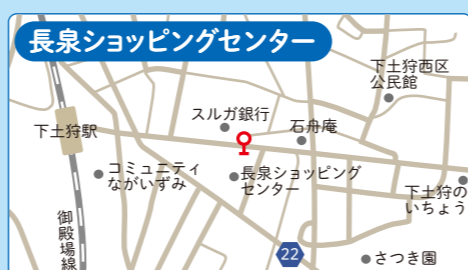 長泉ショッピングセンター
下土狩西区
公民館
スルガ銀行
石舟庵
下土狩駅
コミュニティ
ながいずみ
長泉ショッピング
センター
下土狩の
いちょう
御殿場線
22
さつき園